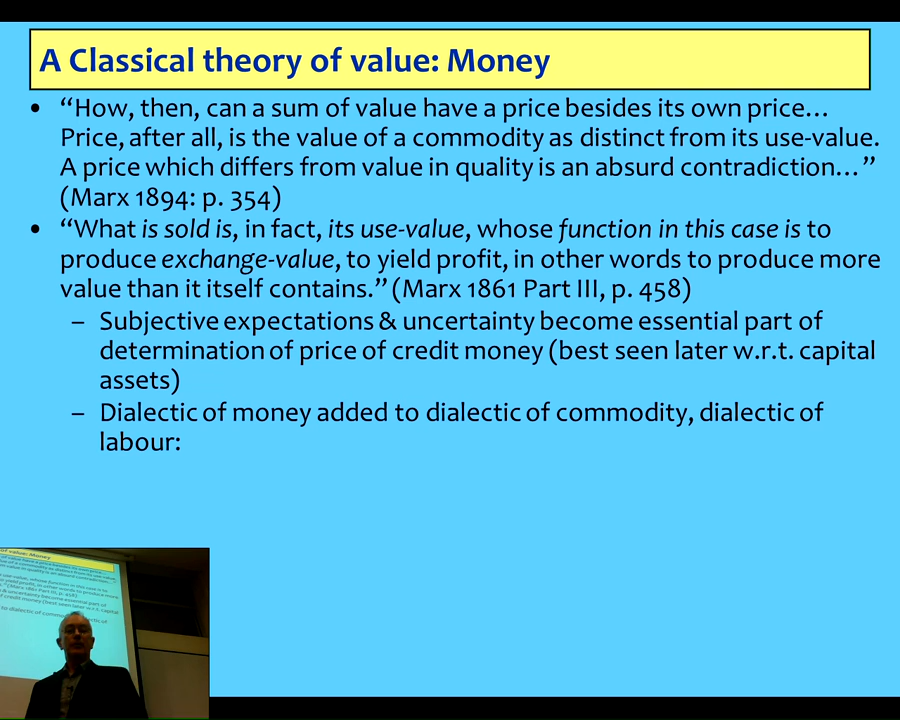 A Classical theory of value: Money
• “How, then, can a sum of value have a price besides its own price…
Price, after all, is the value of a commodity as distinct from its use-value.
A price which differs from value in quality is an absurd contradiction…”
(Marx 1894: p. 354)
• “What is sold is, in fact, its use-value, whose function in this case is to
produce exchange-value, to yield profit, in other words to produce more
value than it itself contains.” (Marx 1861 Part III, p. 458)
– Subjective expectations & uncertainty become essential part of
determination of price of credit money (best seen later w.r.t. capital
assets)
– Dialectic of money added to dialectic of commodity, dialectic of
labour: